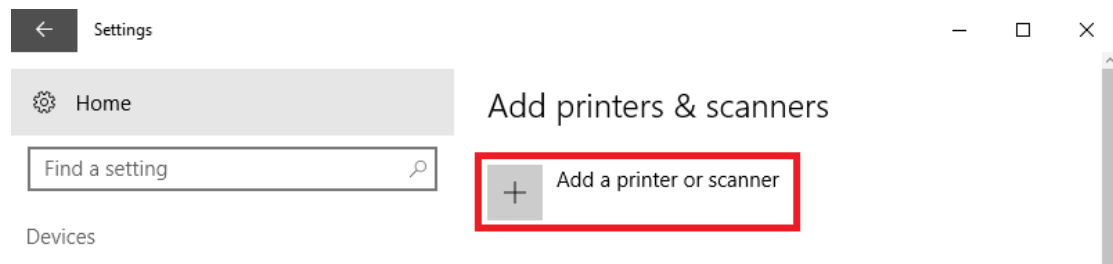 Settings
Home
Find a setting
Devices
Add printers & scanners
Add a printer or scanner